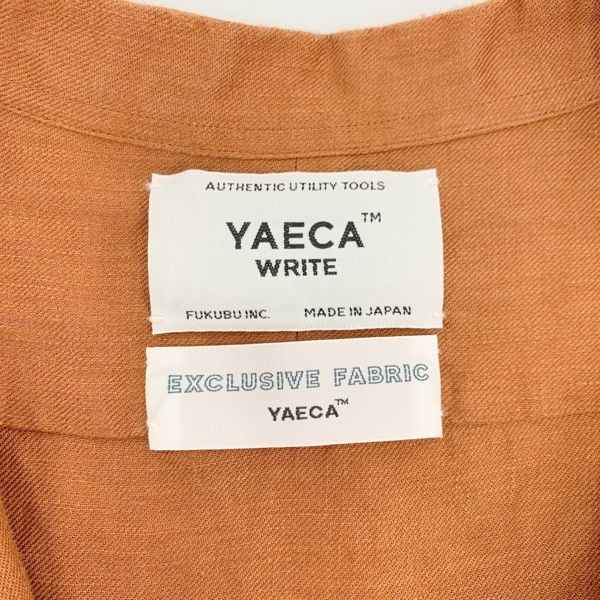 AUTHENTIC UTILITY TOOLS
YAECA™
WRITE
FUKUBU INC. MADE IN JAPAN
EXCLUSIVE FABRIC
YAECA™